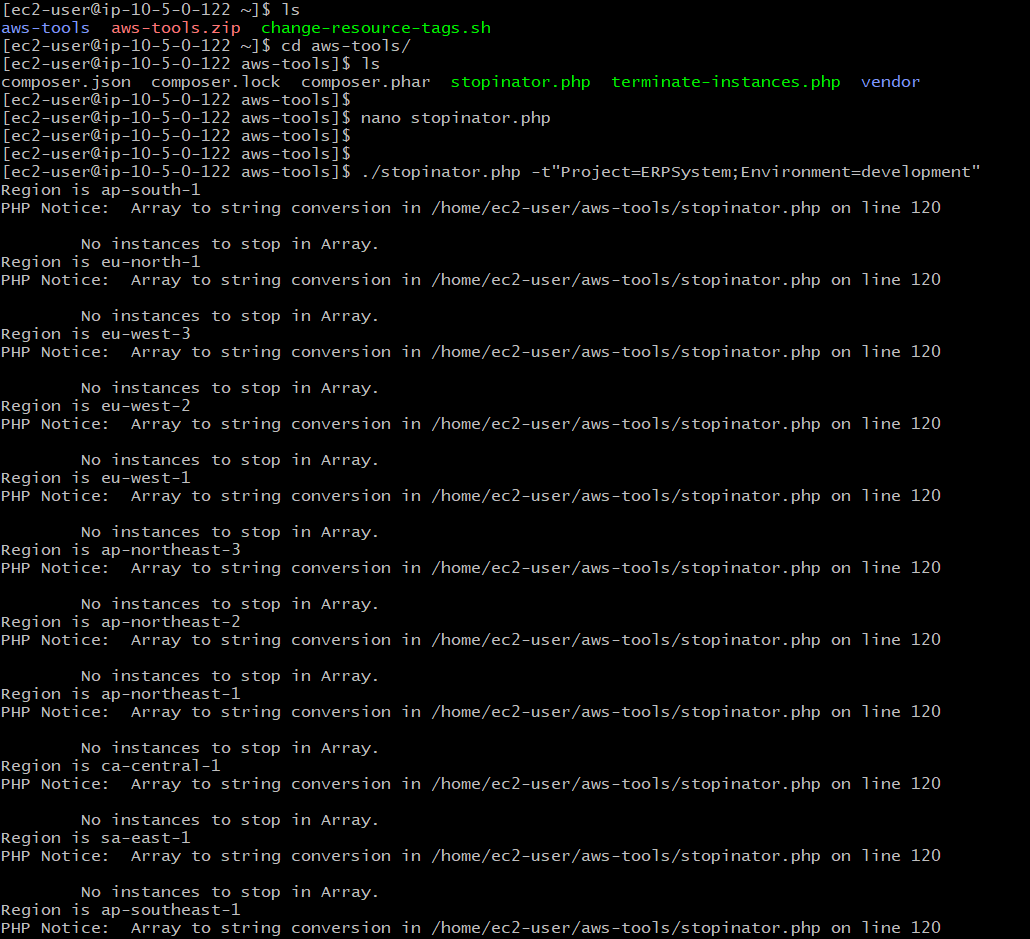 [ec2-user@ip-10-5-0-122 ~]$ ls
aws-tools  aws-tools.zip  change-resource-tags.sh
[ec2-user@ip-10-5-0-122 ~]$ cd aws-tools/
[ec2-user@ip-10-5-0-122 aws-tools]$ ls
composer.json  composer.lock  composer.phar  stopinator.php  terminate-instances.php  vendor
[ec2-user@ip-10-5-0-122 aws-tools]$
[ec2-user@ip-10-5-0-122 aws-tools]$ nano stopinator.php
[ec2-user@ip-10-5-0-122 aws-tools]$
[ec2-user@ip-10-5-0-122 aws-tools]$
[ec2-user@ip-10-5-0-122 aws-tools]$ ./stopinator.php -t"Project=ERPSystem;Environment=development"
Region is ap-south-1
PHP Notice:  Array to string conversion in /home/ec2-user/aws-tools/stopinator.php on line 120
        No instances to stop in Array.
Region is eu-north-1
PHP Notice:  Array to string conversion in /home/ec2-user/aws-tools/stopinator.php on line 120
        No instances to stop in Array.
Region is eu-west-3
PHP Notice:  Array to string conversion in /home/ec2-user/aws-tools/stopinator.php on line 120
        No instances to stop in Array.
Region is eu-west-2
PHP Notice:  Array to string conversion in /home/ec2-user/aws-tools/stopinator.php on line 120
        No instances to stop in Array.
Region is eu-west-1
PHP Notice:  Array to string conversion in /home/ec2-user/aws-tools/stopinator.php on line 120
        No instances to stop in Array.
Region is ap-northeast-3
PHP Notice:  Array to string conversion in /home/ec2-user/aws-tools/stopinator.php on line 120
        No instances to stop in Array.
Region is ap-northeast-2
PHP Notice:  Array to string conversion in /home/ec2-user/aws-tools/stopinator.php on line 120
        No instances to stop in Array.
Region is ap-northeast-1
PHP Notice:  Array to string conversion in /home/ec2-user/aws-tools/stopinator.php on line 120
        No instances to stop in Array.
Region is ca-central-1
PHP Notice:  Array to string conversion in /home/ec2-user/aws-tools/stopinator.php on line 120
        No instances to stop in Array.
Region is sa-east-1
PHP Notice:  Array to string conversion in /home/ec2-user/aws-tools/stopinator.php on line 120
        No instances to stop in Array.
Region is ap-southeast-1
PHP Notice:  Array to string conversion in /home/ec2-user/aws-tools/stopinator.php on line 120